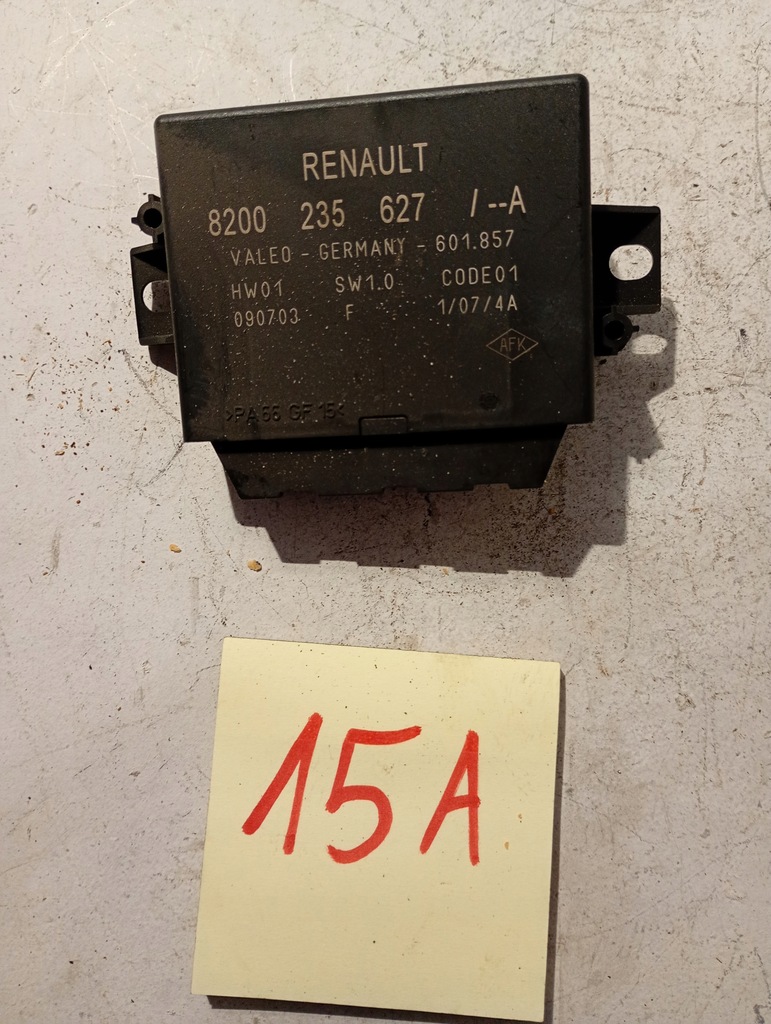 RENAULT
8200 235 627 /--A
VALEO - GERMANY - 601.857
HW01 SW1.0 CODE01
090703 F 1/07/4A
AFK
>PA66 GF15<
15A